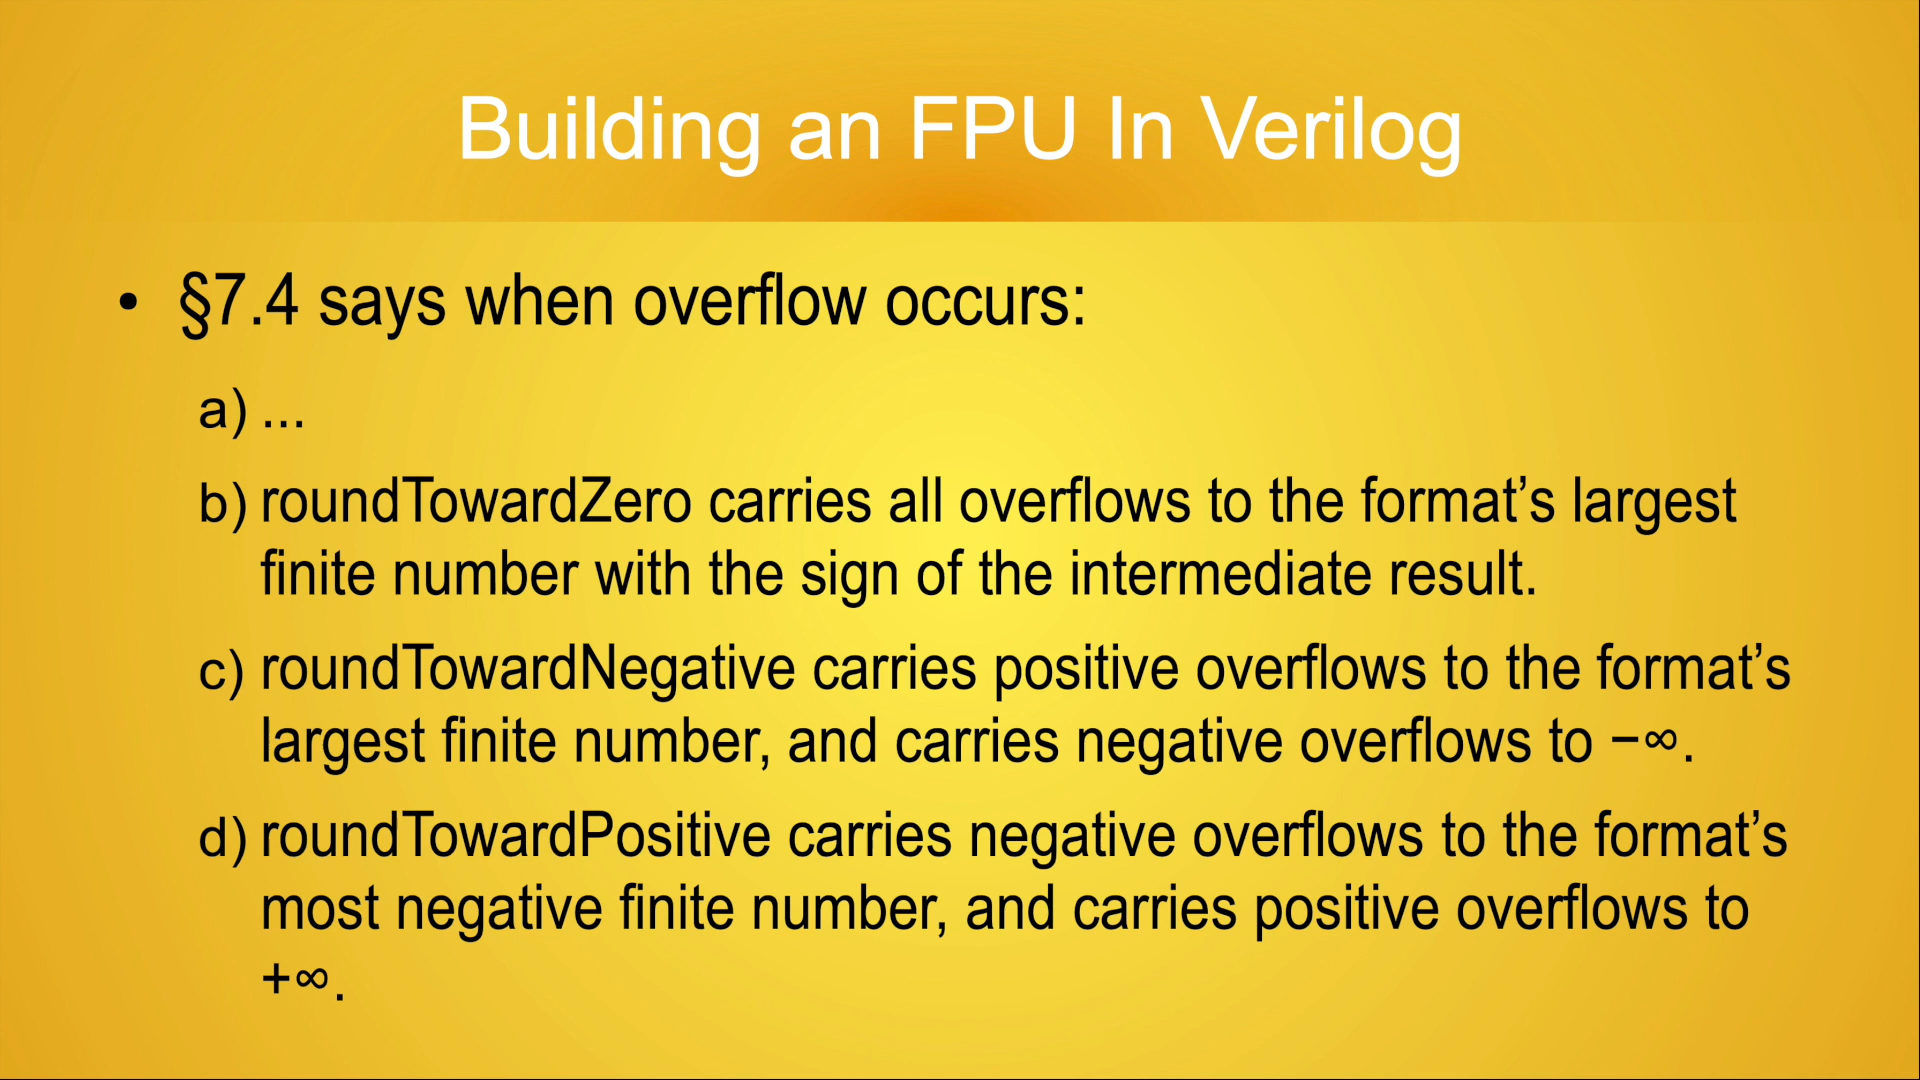 Building an FPU In Verilog
• §7.4 says when overflow occurs:
a) ...
b) roundTowardZero carries all overflows to the format’s largest
finite number with the sign of the intermediate result.
c) roundTowardNegative carries positive overflows to the format’s
largest finite number, and carries negative overflows to −∞.
d) roundTowardPositive carries negative overflows to the format’s
most negative finite number, and carries positive overflows to
+∞.